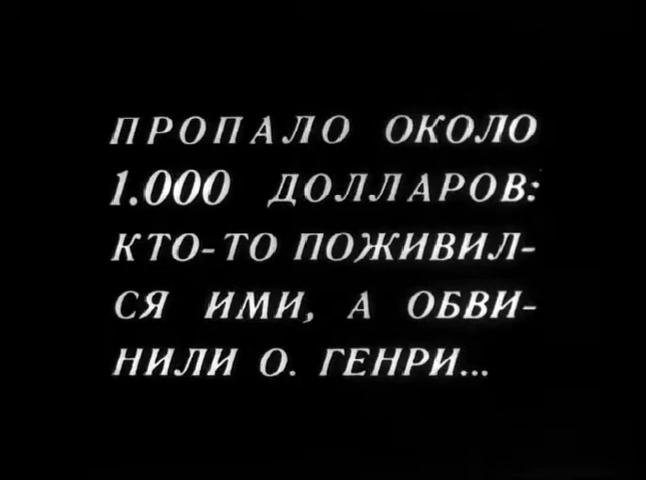 ПРОПАЛО ОКОЛО
1.000 ДОЛЛАРОВ:
КТО-ТО ПОЖИВИЛ-
СЯ ИМИ, А ОБВИ-
НИЛИ О. ГЕНРИ...